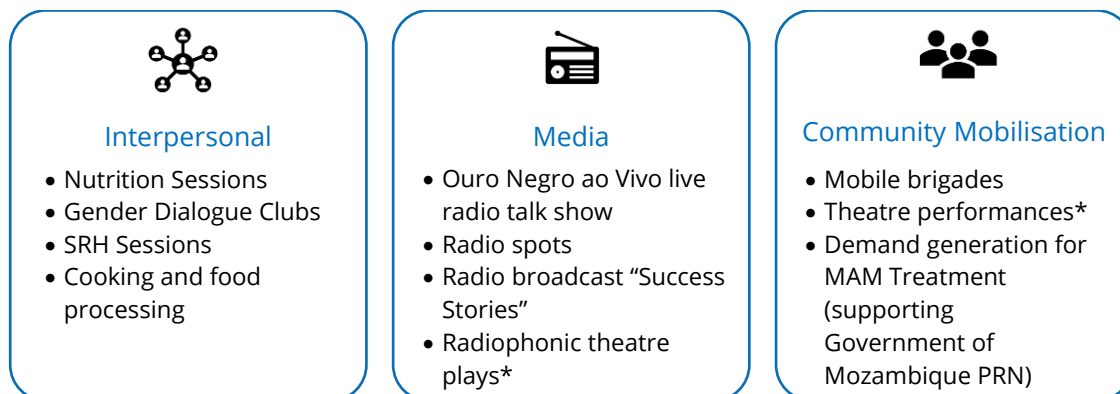 Interpersonal
• Nutrition Sessions
• Gender Dialogue Clubs
• SRH Sessions
• Cooking and food
processing
Media
• Ouro Negro ao Vivo live
radio talk show
• Radio spots
• Radio broadcast “Success
Stories”
• Radiophonic theatre
plays*
Community Mobilisation
• Mobile brigades
• Theatre performances*
• Demand generation for
MAM Treatment
(supporting
Government of
Mozambique PRN)